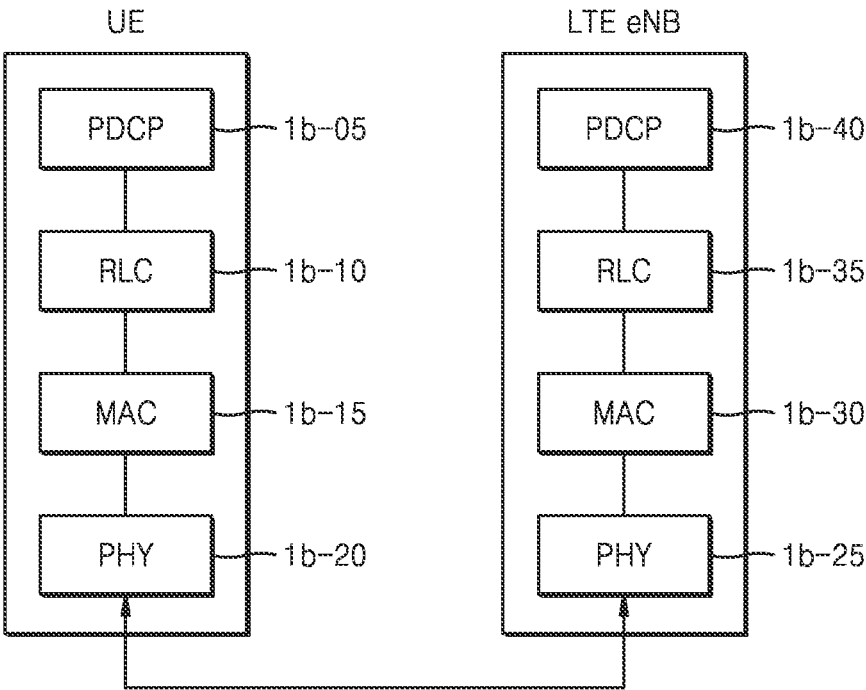 UE
LTE eNB
PDCP 1b-05
PDCP 1b-40
RLC 1b-10
RLC 1b-35
MAC 1b-15
MAC 1b-30
PHY 1b-20
PHY 1b-25